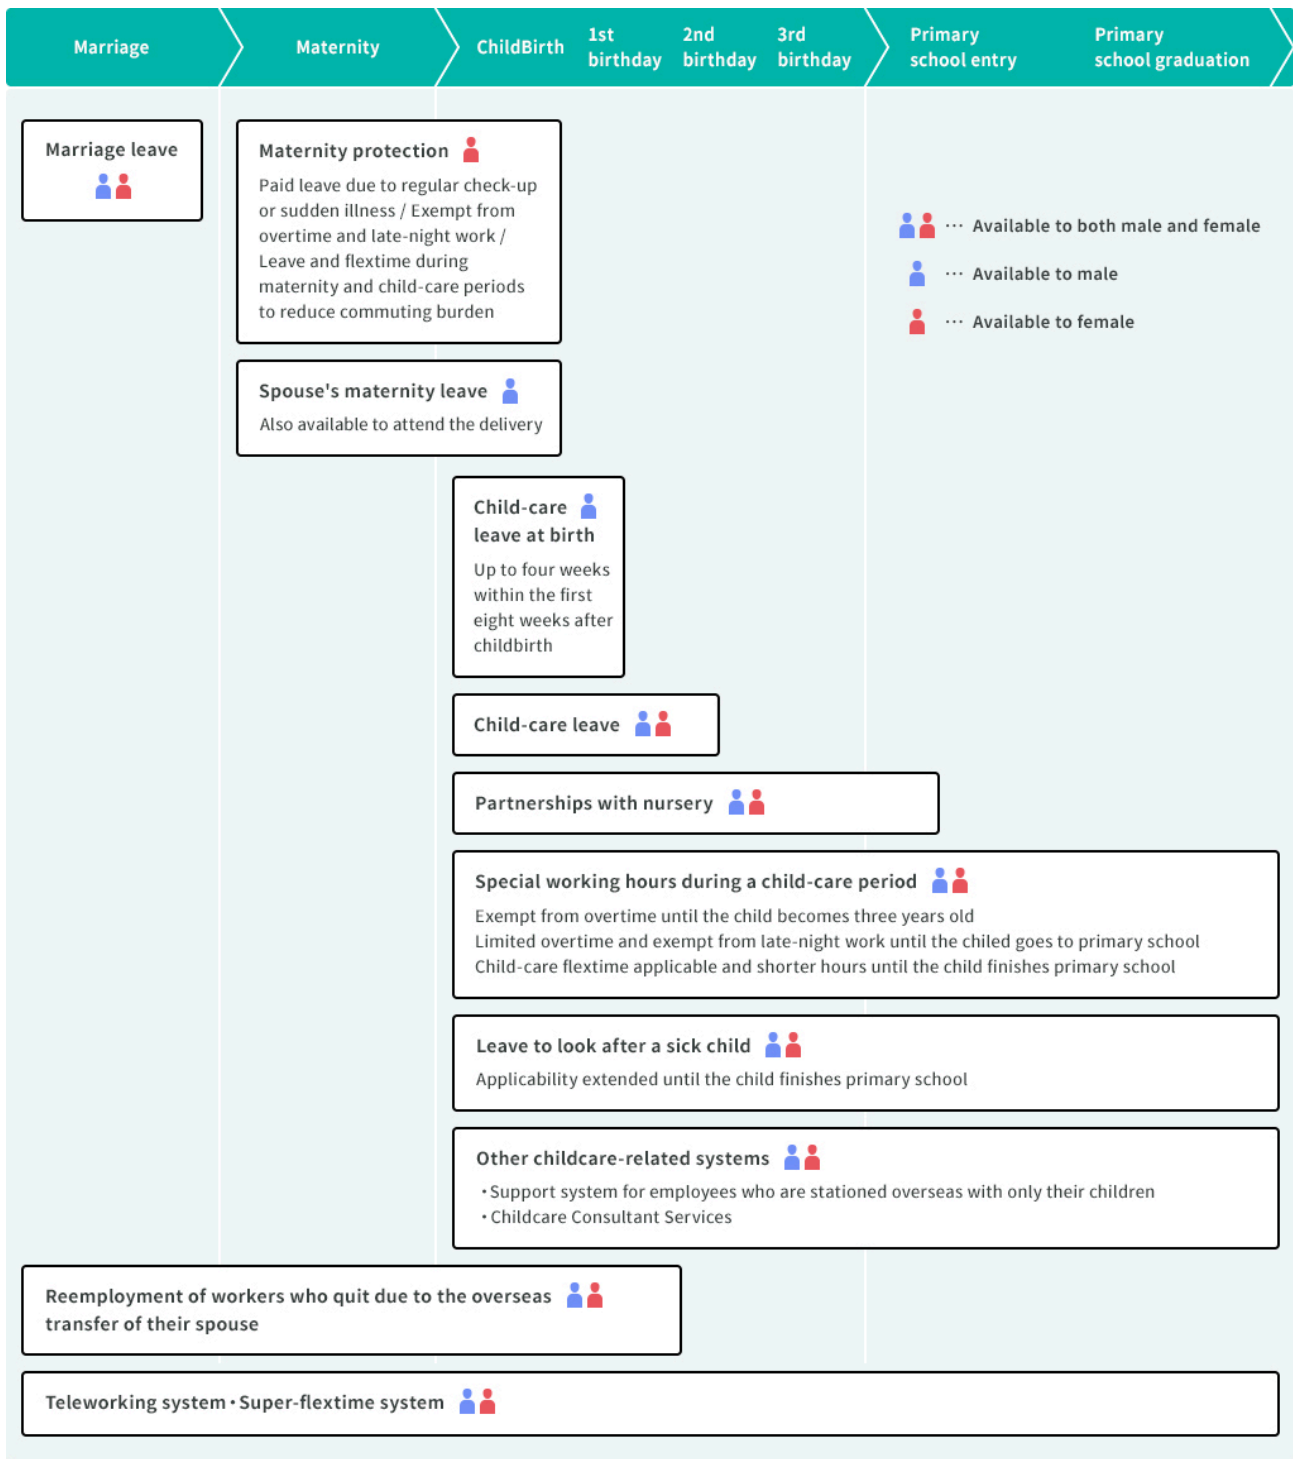 Marriage
Maternity
ChildBirth
1st
birthday
2nd
birthday
3rd
birthday
Primary
school entry
Primary
school graduation
Marriage leave
Maternity protection
Paid leave due to regular check-up
or sudden illness / Exempt from
overtime and late-night work /
Leave and flextime during
maternity and child-care periods
to reduce commuting burden
··· Available to both male and female
··· Available to male
··· Available to female
Spouse's maternity leave
Also available to attend the delivery
Child-care
leave at birth
Up to four weeks
within the first
eight weeks after
childbirth
Child-care leave
Partnerships with nursery
Special working hours during a child-care period
Exempt from overtime until the child becomes three years old
Limited overtime and exempt from late-night work until the chiled goes to primary school
Child-care flextime applicable and shorter hours until the child finishes primary school
Leave to look after a sick child
Applicability extended until the child finishes primary school
Other childcare-related systems
・Support system for employees who are stationed overseas with only their children
・Childcare Consultant Services
Reemployment of workers who quit due to the overseas
transfer of their spouse
Teleworking system・Super-flextime system